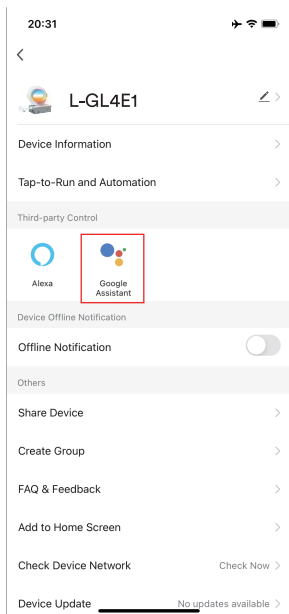 20:31
L-GL4E1
Device Information
Tap-to-Run and Automation
Third-party Control
Alexa
Google
Assistant
Device Offline Notification
Offline Notification
Others
Share Device
Create Group
FAQ & Feedback
Add to Home Screen
Check Device Network Check Now
Device Update No updates available